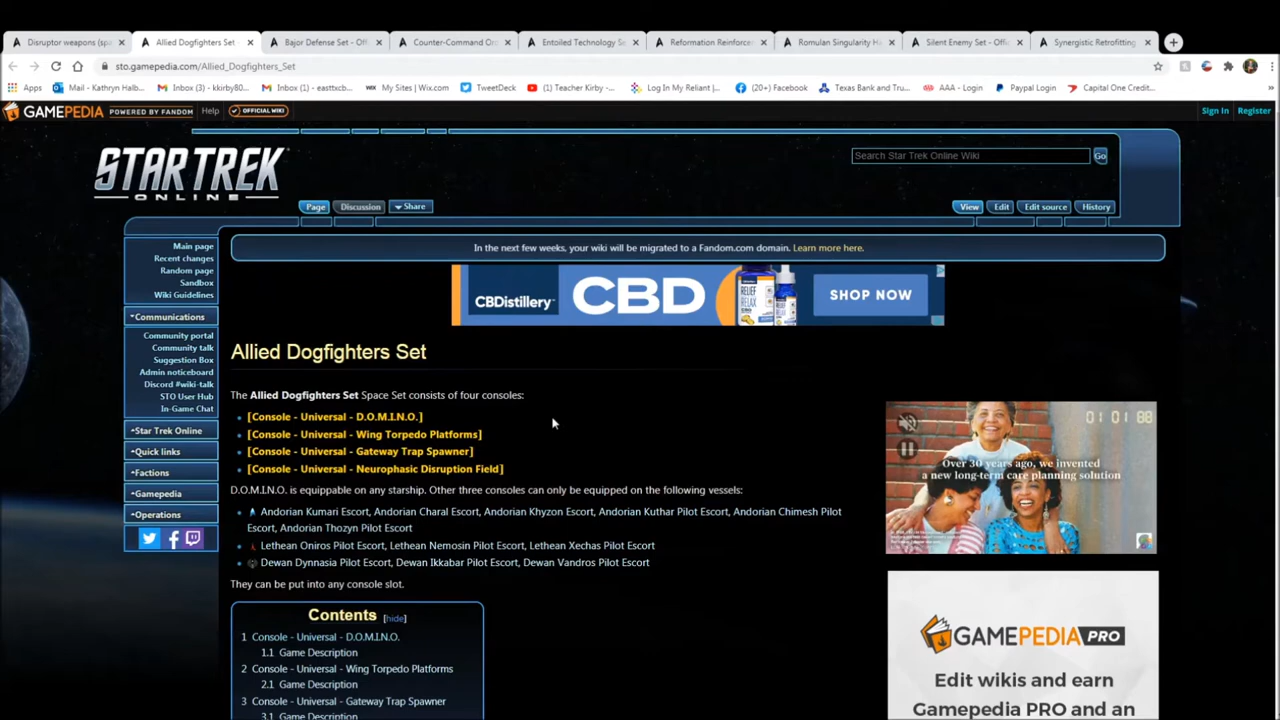 Disruptor weapons (sp
Allied Dogfighters Set -
Bajor Defense Set - Off
Counter-Command Or
Entoiled Technology Se
Reformation Reinforce
Romulan Singularity H
Silent Enemy Set - Offi
Synergistic Retrofitting
sto.gamepedia.com/Allied_Dogfighters_Set
Apps
Mail - Kathryn Halb...
Inbox (3) - kkirby80...
Inbox (1) - easttxcb...
My Sites | Wix.com
TweetDeck
(1) Teacher Kirby -...
Log In My Reliant |...
(20+) Facebook
Texas Bank and Tru...
AAA - Login
Paypal Login
Capital One Credit...
»
GAMEPEDIA
POWERED BY FANDOM
Help
OFFICIAL WIKI
Sign In
Register
STAR TREK
ONLINE
Search Star Trek Online Wiki
Go
Page
Discussion
Share
View
Edit
Edit source
History
Main page
Recent changes
Random page
Sandbox
Wiki Guidelines
Communications
Community portal
Community talk
Suggestion Box
Admin noticeboard
Discord #wiki-talk
STO User Hub
In-Game Chat
Star Trek Online
Quick links
Factions
Gamepedia
Operations
In the next few weeks, your wiki will be migrated to a Fandom.com domain. Learn more here.
CBDISTILLERY™
CBD
RELIEF
RELAX
SHOP NOW
Allied Dogfighters Set
The Allied Dogfighters Set Space Set consists of four consoles:
[Console - Universal - D.O.M.I.N.O.]
[Console - Universal - Wing Torpedo Platforms]
[Console - Universal - Gateway Trap Spawner]
[Console - Universal - Neurophasic Disruption Field]
D.O.M.I.N.O. is equippable on any starship. Other three consoles can only be equipped on the following vessels:
Andorian Kumari Escort, Andorian Charal Escort, Andorian Khyzon Escort, Andorian Kuthar Pilot Escort, Andorian Chimesh Pilot
Escort, Andorian Thozyn Pilot Escort
Lethean Oniros Pilot Escort, Lethean Nemosin Pilot Escort, Lethean Xechas Pilot Escort
Dewan Dynnasia Pilot Escort, Dewan Ikkabar Pilot Escort, Dewan Vandros Pilot Escort
They can be put into any console slot.
Contents [hide]
1 Console - Universal - D.O.M.I.N.O.
1.1 Game Description
2 Console - Universal - Wing Torpedo Platforms
2.1 Game Description
3 Console - Universal - Gateway Trap Spawner
3.1 Game Description
01:01:88
Over 30 years ago, we invented
a new long-term care planning solution
GAMEPEDIA PRO
Edit wikis and earn
Gamepedia PRO and an